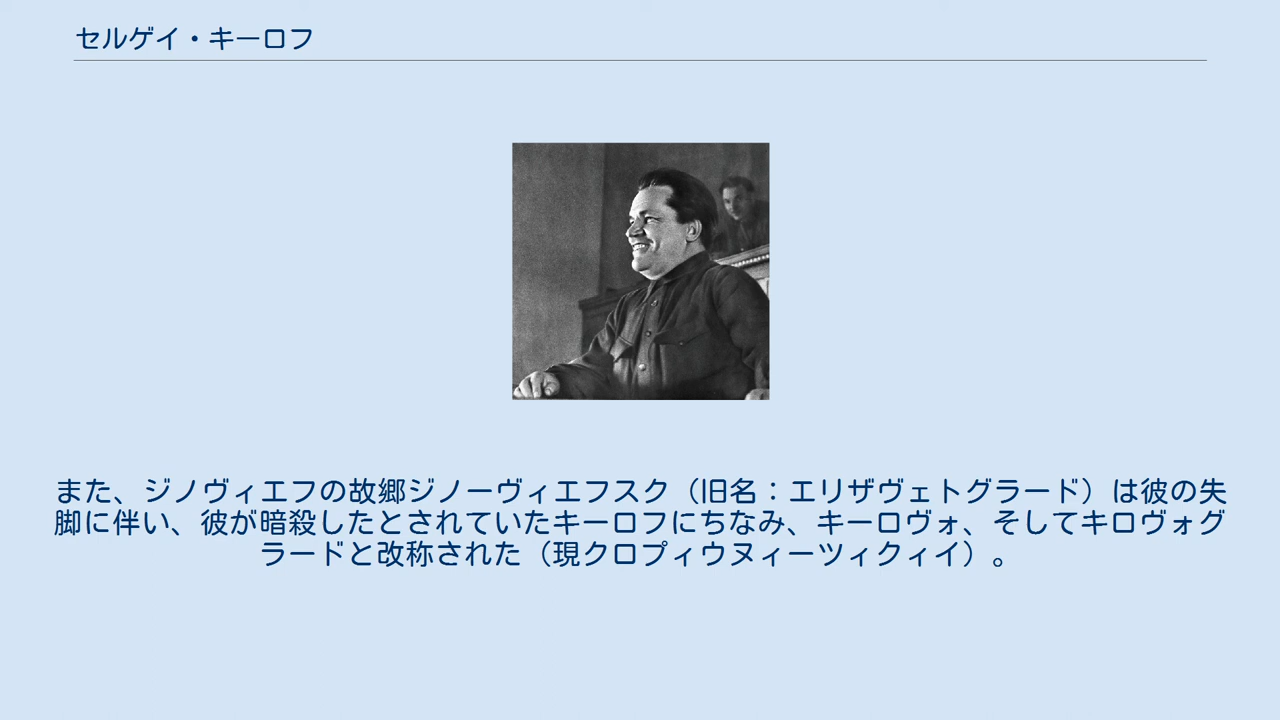 セルゲイ・キーロフ
また、ジノヴィエフの故郷ジノーヴィエフスク（旧名：エリザヴェトグラード）は彼の失
脚に伴い、彼が暗殺したとされていたキーロフにちなみ、キーロヴォ、そしてキロヴォグ
ラードと改称された（現クロプィウヌィーツィクィイ）。